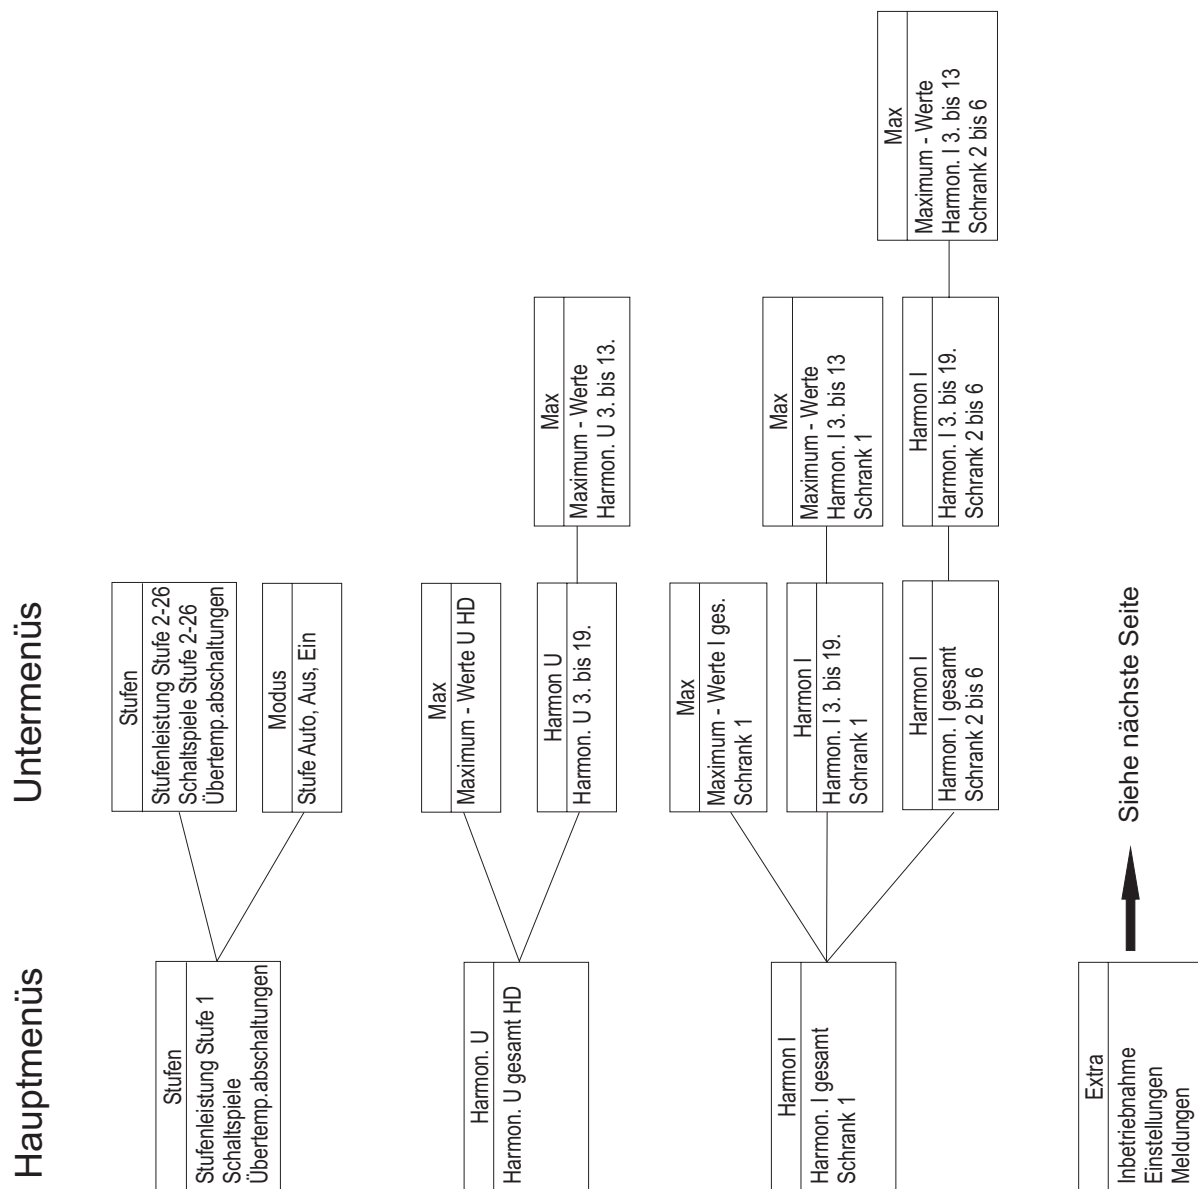 Hauptmenüs
Untermenüs
Stufen
Stufenleistung Stufe 1
Schaltspiele
Übertemp.abschaltungen
Stufen
Stufenleistung Stufe 2-26
Schaltspiele Stufe 2-26
Übertemp.abschaltungen
Modus
Stufe Auto, Aus, Ein
Harmon. U
Harmon. U gesamt HD
Max
Maximum - Werte U HD
Harmon U
Harmon. U 3. bis 19.
Max
Maximum - Werte
Harmon. U 3. bis 13.
Harmon I
Harmon. I gesamt
Schrank 1
Max
Maximum - Werte I ges.
Schrank 1
Harmon I
Harmon. I 3. bis 19.
Schrank 1
Max
Maximum - Werte
Harmon. I 3. bis 13
Schrank 1
Harmon I
Harmon. I gesamt
Schrank 2 bis 6
Harmon I
Harmon. I 3. bis 19.
Schrank 2 bis 6
Max
Maximum - Werte
Harmon. I 3. bis 13
Schrank 2 bis 6
Extra
Inbetriebnahme
Einstellungen
Meldungen
Siehe nächste Seite